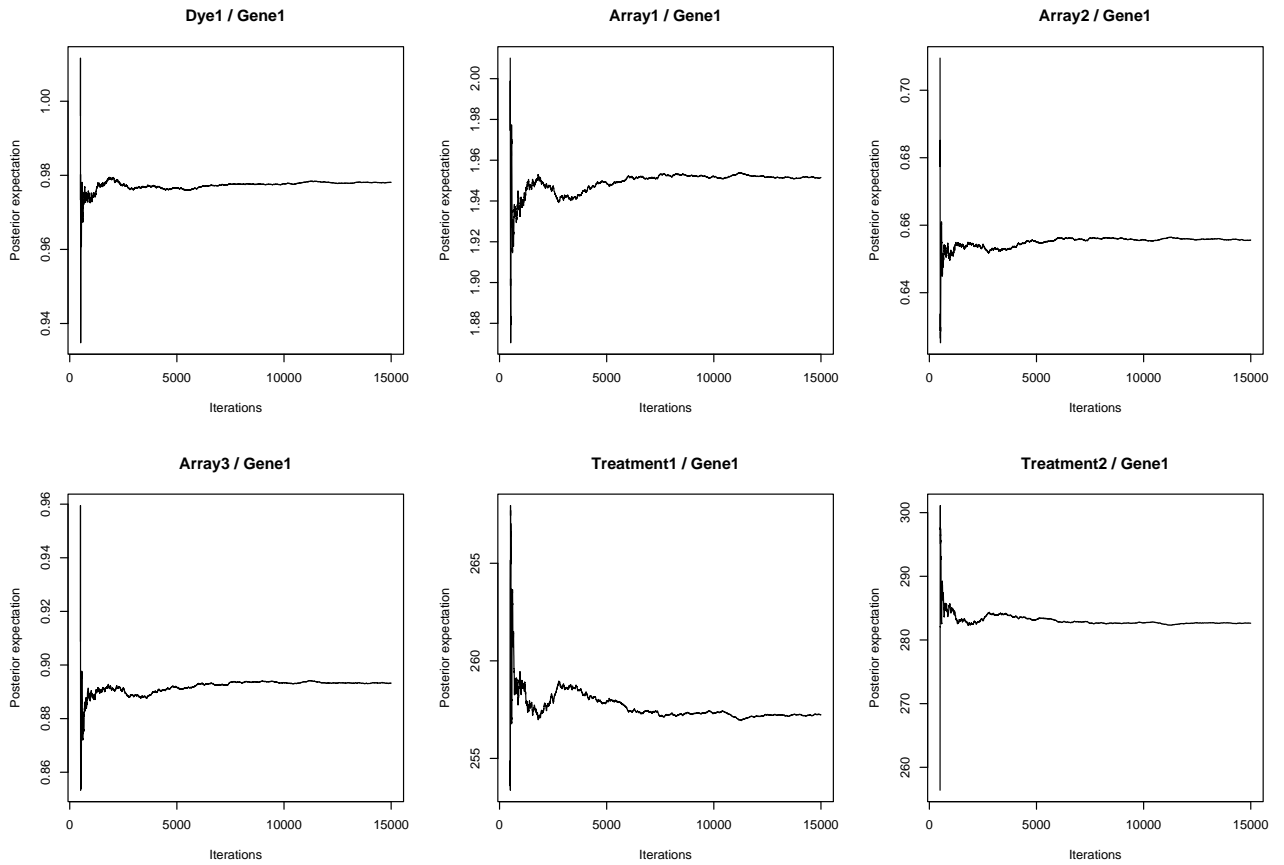 Dye1 / Gene1
Array1 / Gene1
Array2 / Gene1
Posterior expectation
0.94 0.96 0.98 1.00
0 5000 10000 15000
Iterations
Posterior expectation
1.88 1.90 1.92 1.94 1.96 1.98 2.00
0 5000 10000 15000
Iterations
Posterior expectation
0.64 0.66 0.68 0.70
0 5000 10000 15000
Iterations
Array3 / Gene1
Treatment1 / Gene1
Treatment2 / Gene1
Posterior expectation
0.86 0.88 0.90 0.92 0.94 0.96
0 5000 10000 15000
Iterations
Posterior expectation
255 260 265
0 5000 10000 15000
Iterations
Posterior expectation
260 270 280 290 300
0 5000 10000 15000
Iterations